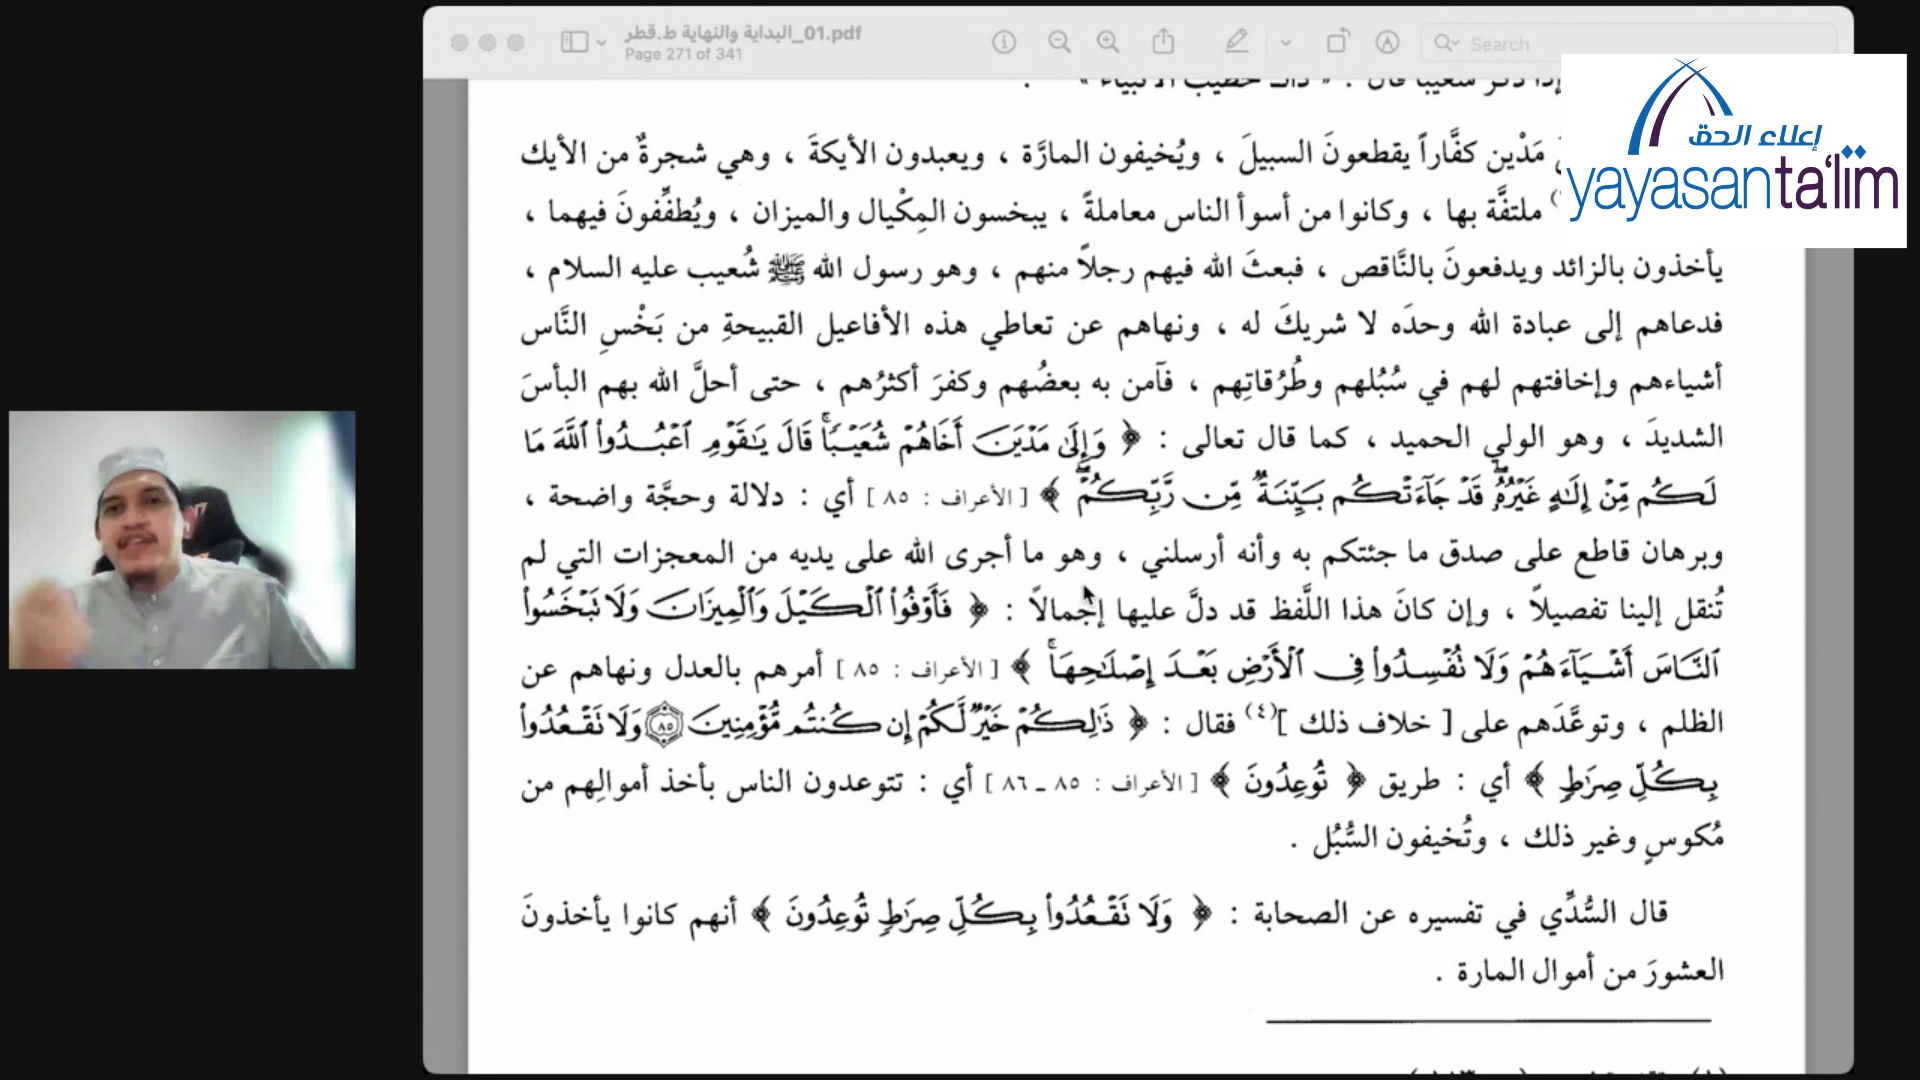 البداية والنهاية ط.قطر_01.pdf
Page 271 of 341
Search
إعلاء الحق
yayasanta'lim
مَدْين كفَّاراً يقطعونَ السبيلَ ، ويُخيفون المارَّة ، ويعبدون الأيكةَ ، وهي شجرةٌ من الأيك
ملتفَّة بها ، وكانوا من أسوأ الناس معاملةً ، يبخسون المِكْيال والميزان ، ويُطفِّفونَ فيهما ،
يأخذون بالزائد ويدفعونَ بالنَّاقص ، فبعثَ الله فيهم رجلاً منهم ، وهو رسول الله ﷺ شُعيب عليه السلام ،
فدعاهم إلى عبادة الله وحدَه لا شريكَ له ، ونهاهم عن تعاطي هذه الأفاعيل القبيحةِ من بَخْسِ النَّاس
أشياءهم وإخافتهم لهم في سُبُلهم وطُرُقاتِهم ، فآمن به بعضُهم وكفرَ أكثرُهم ، حتى أحلَّ الله بهم البأسَ
الشديدَ ، وهو الولي الحميد ، كما قال تعالى : ﴿ وَإِلَىٰ مَدْيَنَ أَخَاهُمْ شُعَيْبًا ۗ قَالَ يَٰقَوْمِ ٱعْبُدُوا۟ ٱللَّهَ مَا
لَكُم مِّنْ إِلَٰهٍ غَيْرُهُۥ ۖ قَدْ جَآءَتْكُم بَيِّنَةٌ مِّن رَّبِّكُمْ ۖ ﴾ [ الأعراف : ٨٥ ] أي : دلالة وحجَّة واضحة ،
وبرهان قاطع على صدق ما جئتكم به وأنه أرسلني ، وهو ما أجرى الله على يديه من المعجزات التي لم
تُنقل إلينا تفصيلاً ، وإن كانَ هذا اللَّفظ قد دلَّ عليها إجمالاً : ﴿ فَأَوْفُوا۟ ٱلْكَيْلَ وَٱلْمِيزَانَ وَلَا تَبْخَسُوا۟
ٱلنَّاسَ أَشْيَآءَهُمْ وَلَا تُفْسِدُوا۟ فِى ٱلْأَرْضِ بَعْدَ إِصْلَٰحِهَا ۚ ﴾ [ الأعراف : ٨٥ ] أمرهم بالعدل ونهاهم عن
الظلم ، وتوعَّدَهم على [ خلاف ذلك ](٤) فقال : ﴿ ذَٰلِكُمْ خَيْرٌ لَّكُمْ إِن كُنتُم مُّؤْمِنِينَ ٨٥ وَلَا تَقْعُدُوا۟
بِكُلِّ صِرَٰطٍ ﴾ أي : طريق ﴿ تُوعِدُونَ ﴾ [ الأعراف : ٨٥ ـ ٨٦ ] أي : تتوعدون الناس بأخذ أموالِهم من
مُكوسٍ وغير ذلك ، وتُخيفون السُّبُل .
قال السُّدِّي في تفسيره عن الصحابة : ﴿ وَلَا تَقْعُدُوا۟ بِكُلِّ صِرَٰطٍ تُوعِدُونَ ﴾ أنهم كانوا يأخذونَ
العشورَ من أموال المارة .